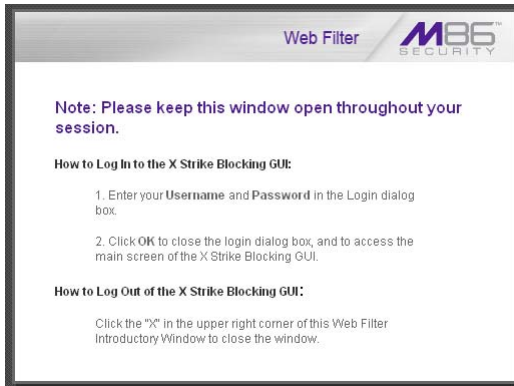 Web Filter
M86™
SECURITY
Note: Please keep this window open throughout your
session.
How to Log In to the X Strike Blocking GUI:
1. Enter your Username and Password in the Login dialog
box.
2. Click OK to close the login dialog box, and to access the
main screen of the X Strike Blocking GUI.
How to Log Out of the X Strike Blocking GUI:
Click the "X" in the upper right corner of this Web Filter
Introductory Window to close the window.